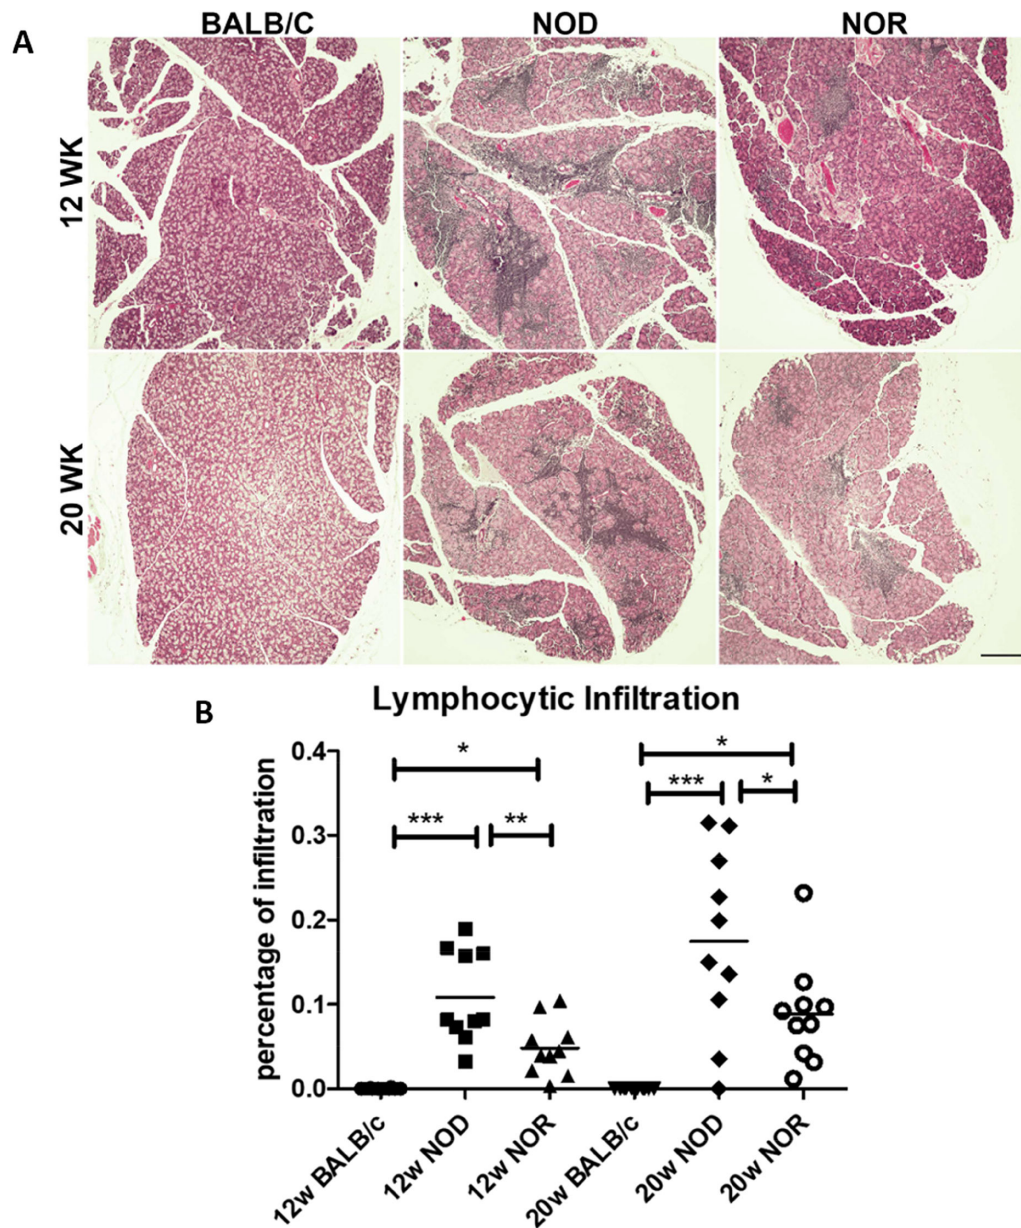 A
BALB/C NOD NOR
12 WK
20 WK
B
Lymphocytic Infiltration
percentage of infiltration
0.4
0.3
0.2
0.1
0.0
* *
*** ** *** *
12w BALB/c 12w NOD 12w NOR 20w BALB/c 20w NOD 20w NOR